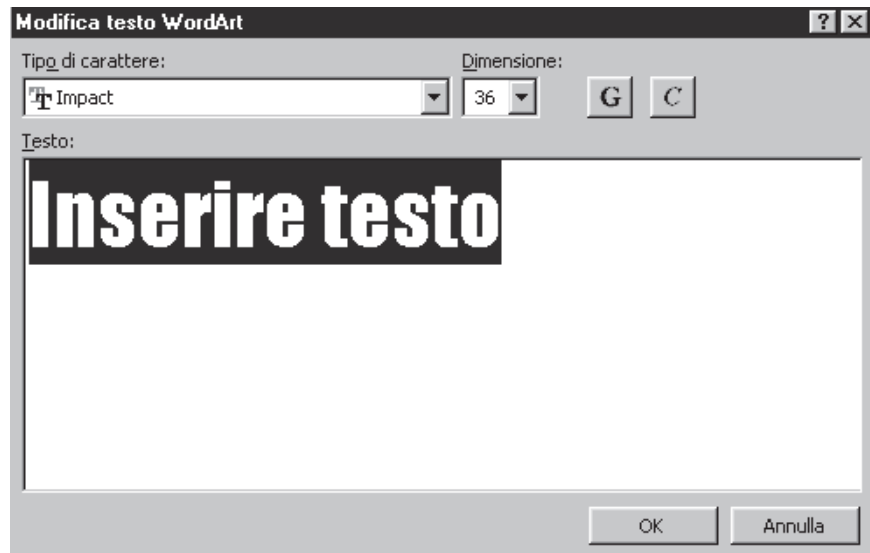 Modifica testo WordArt ? ×
Tipo di carattere: Dimensione:
Impact 36 G C
Testo:
Inserire testo
OK Annulla